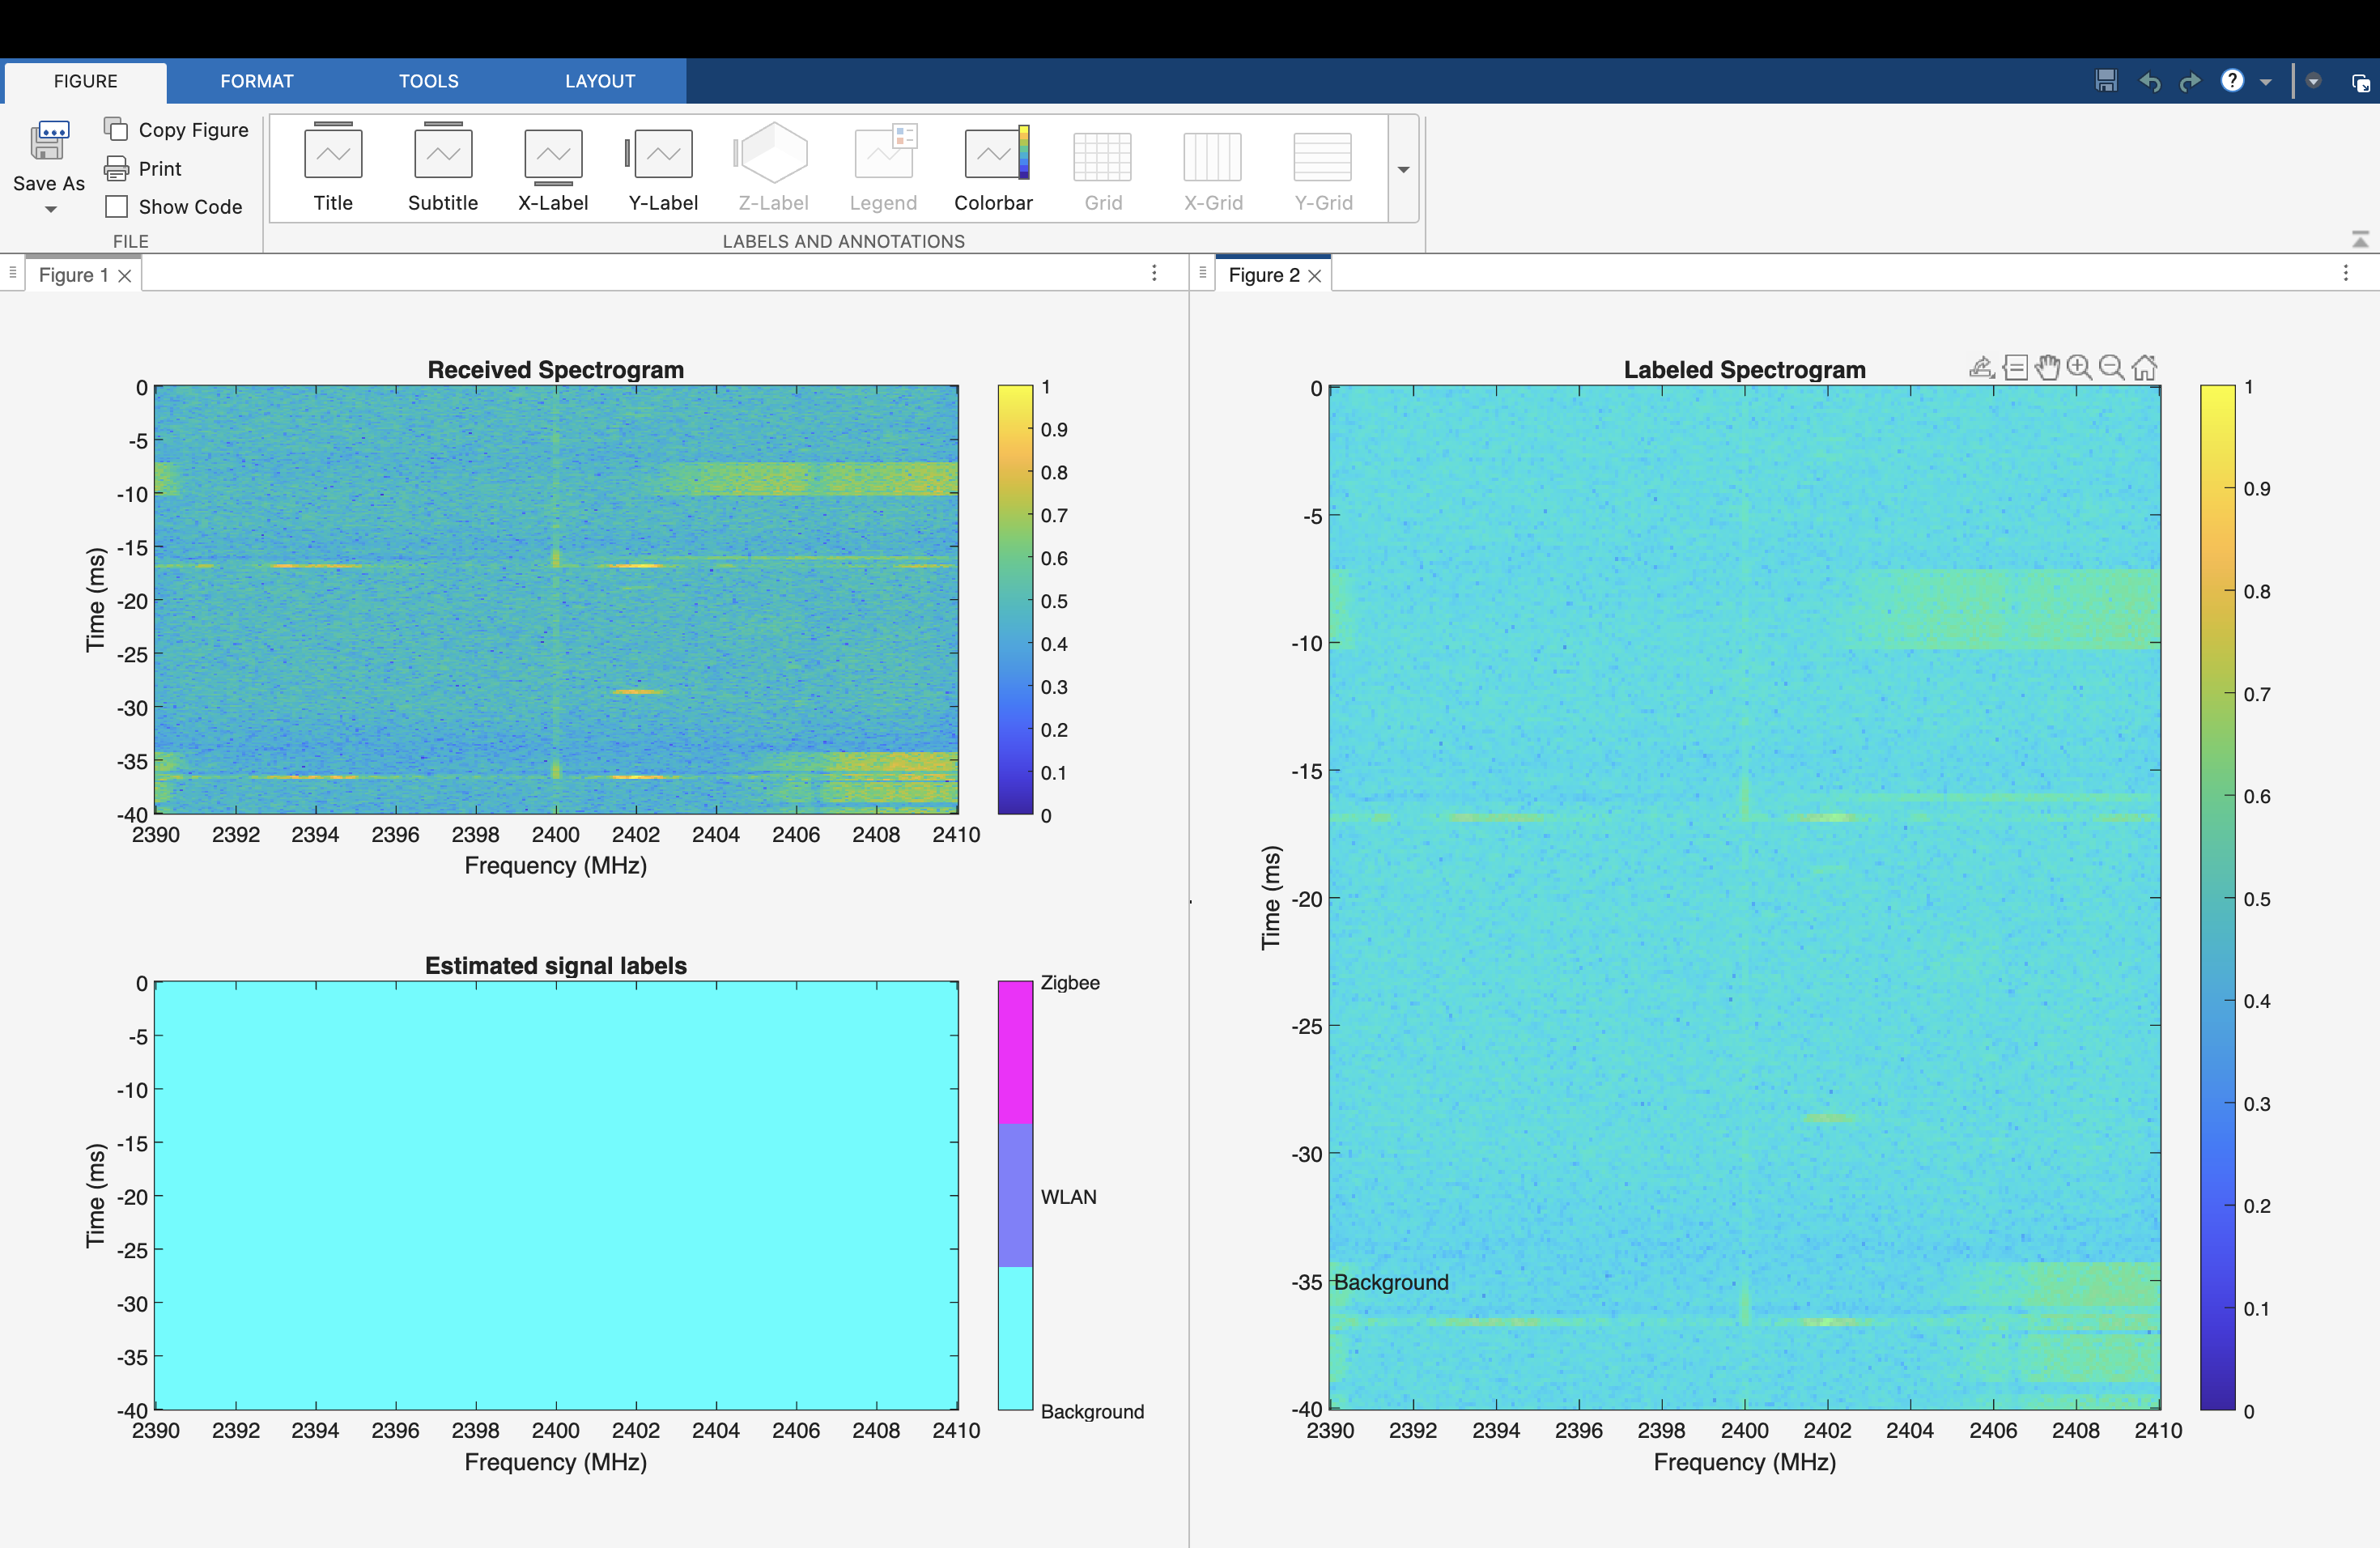 FIGURE FORMAT TOOLS LAYOUT
?
Save As
Copy Figure
Print
Show Code
FILE
Title Subtitle X-Label Y-Label Z-Label Legend Colorbar Grid X-Grid Y-Grid
LABELS AND ANNOTATIONS
Figure 1
Received Spectrogram
Time (ms)
0
-5
-10
-15
-20
-25
-30
-35
-40
2390 2392 2394 2396 2398 2400 2402 2404 2406 2408 2410
Frequency (MHz)
1
0.9
0.8
0.7
0.6
0.5
0.4
0.3
0.2
0.1
0
Estimated signal labels
Time (ms)
0
-5
-10
-15
-20
-25
-30
-35
-40
2390 2392 2394 2396 2398 2400 2402 2404 2406 2408 2410
Frequency (MHz)
Zigbee
WLAN
Background
Figure 2
Labeled Spectrogram
Time (ms)
0
-5
-10
-15
-20
-25
-30
-35
-40
Background
2390 2392 2394 2396 2398 2400 2402 2404 2406 2408 2410
Frequency (MHz)
1
0.9
0.8
0.7
0.6
0.5
0.4
0.3
0.2
0.1
0